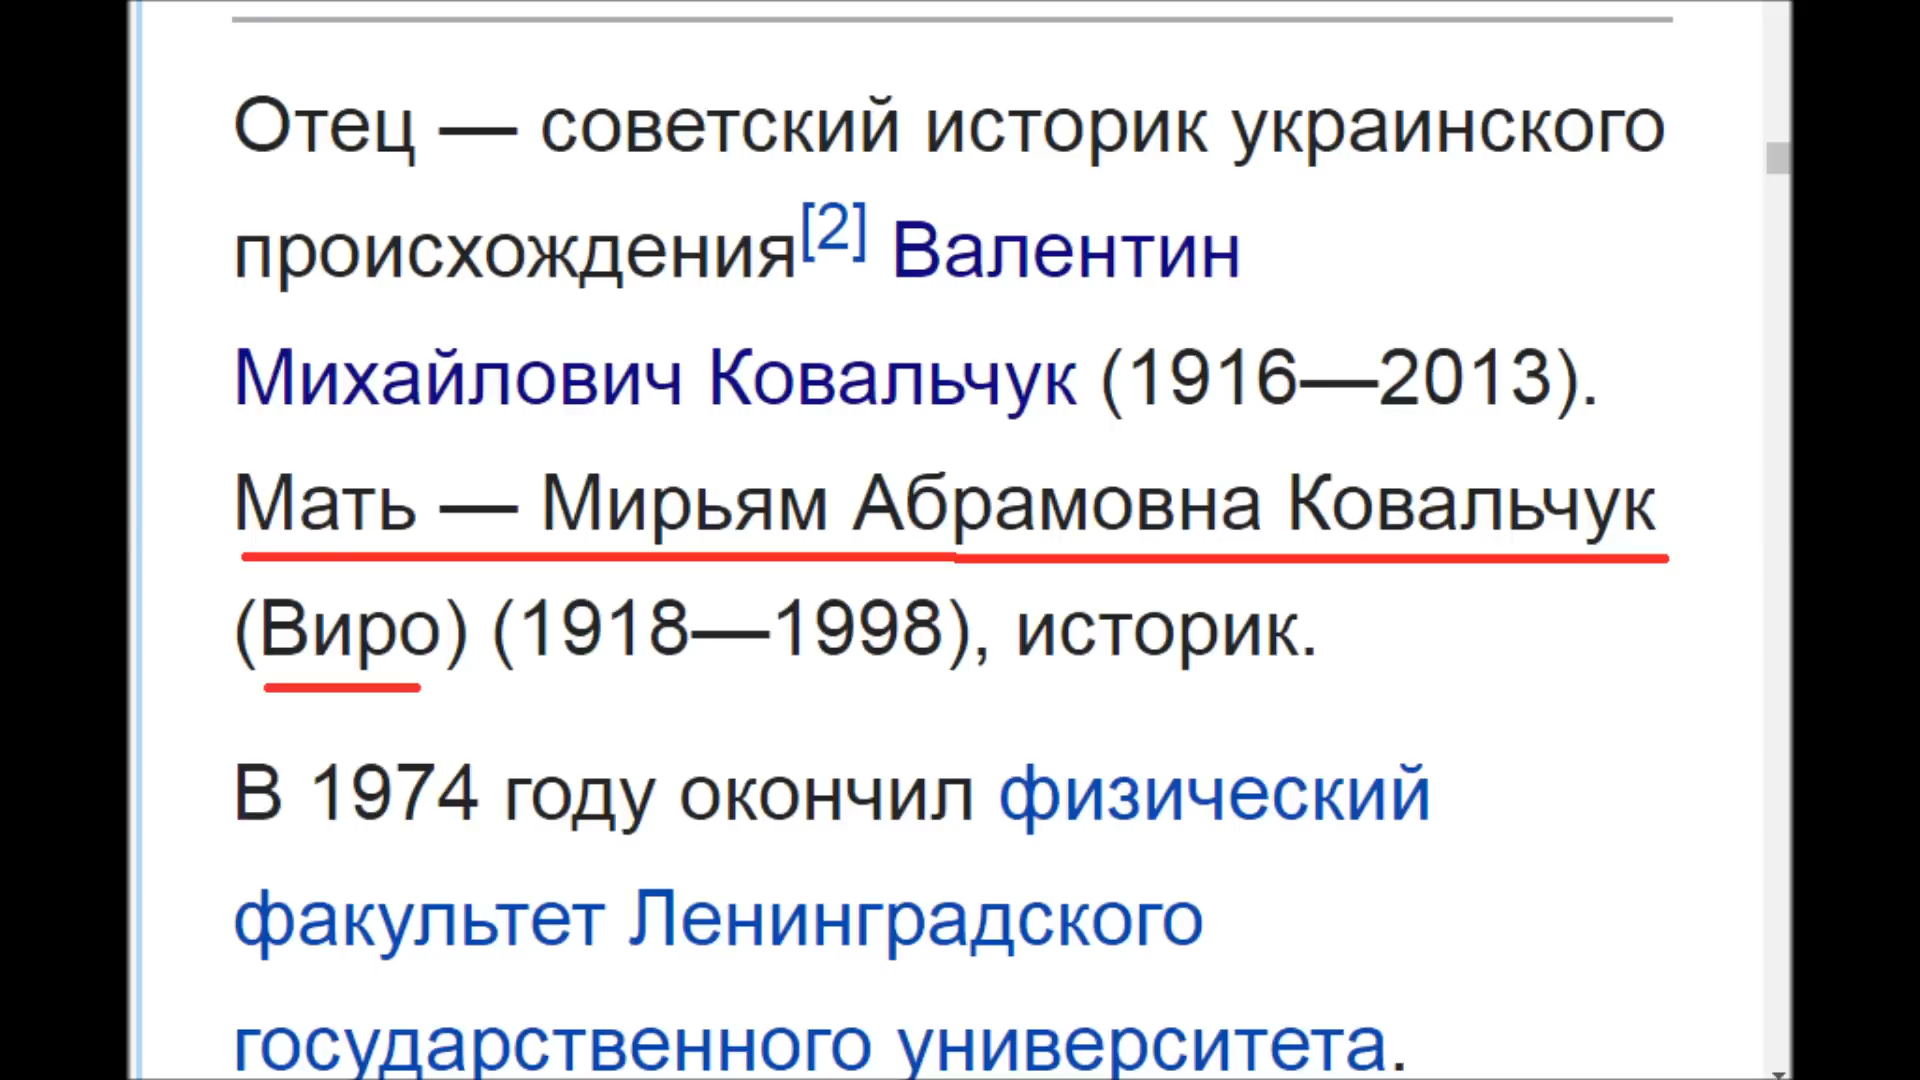 Отец — советский историк украинского
происхождения[2] Валентин
Михайлович Ковальчук (1916—2013).
Мать — Мирьям Абрамовна Ковальчук
(Виро) (1918—1998), историк.
В 1974 году окончил физический
факультет Ленинградского
государственного университета.